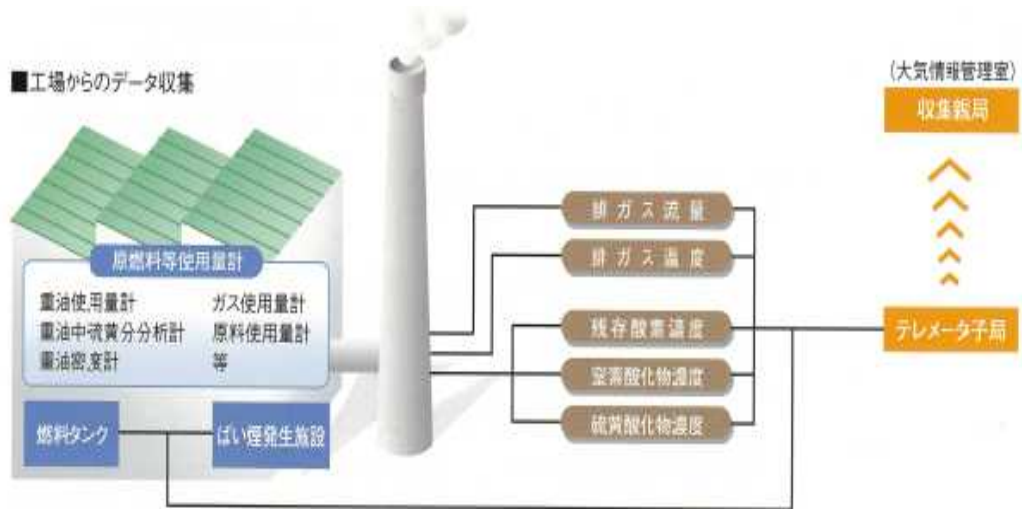 ■工場からのデータ収集
原燃料等使用量計
重油使用量計 ガス使用量計
重油中硫黄分分析計 原料使用量計
重油密度計 等
燃料タンク
ばい煙発生施設
排ガス流量
排ガス温度
残存酸素濃度
窒素酸化物濃度
硫黄酸化物濃度
(大気情報管理室)
収集親局
テレメータ子局